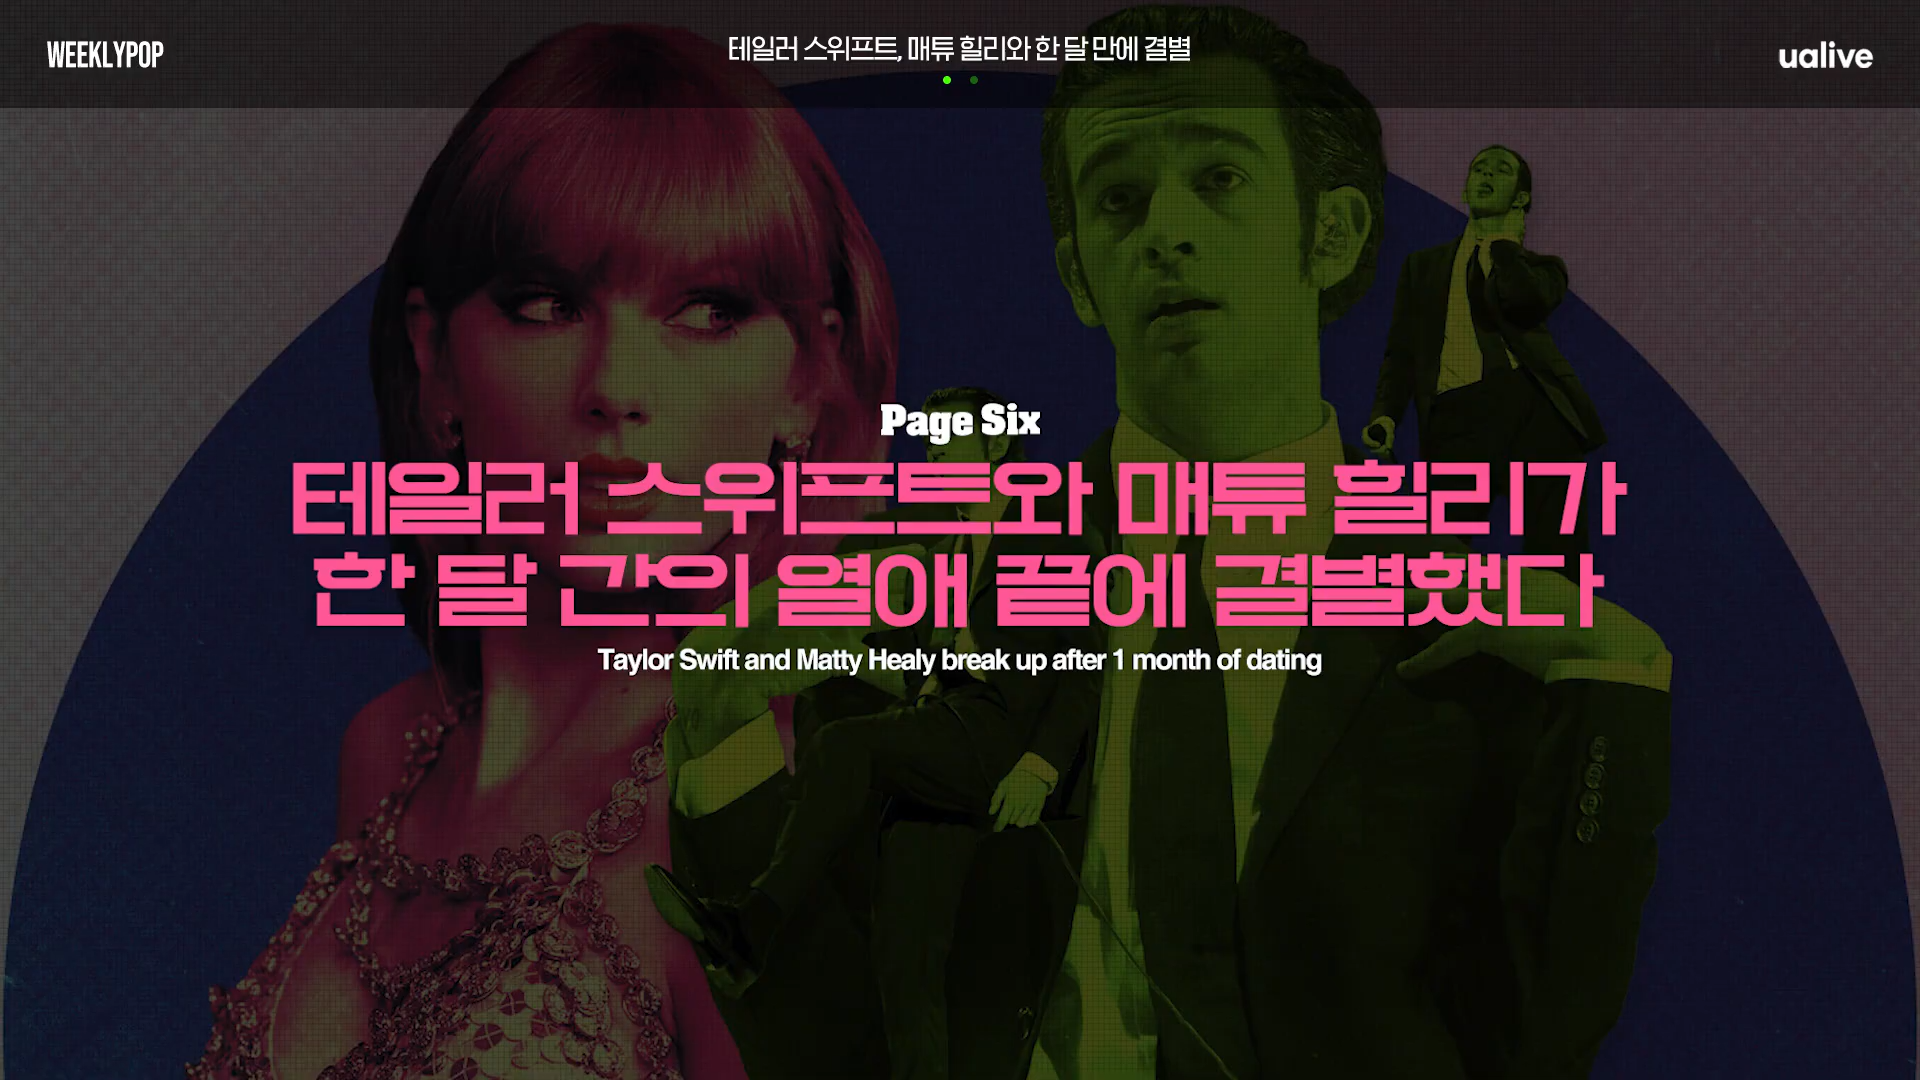 WEEKLYPOP
테일러 스위프트, 매튜 힐리와 한 달 만에 결별
ualive
Page Six
테일러 스위프트와 매튜 힐리가
한 달 간의 열애 끝에 결별했다
Taylor Swift and Matty Healy break up after 1 month of dating